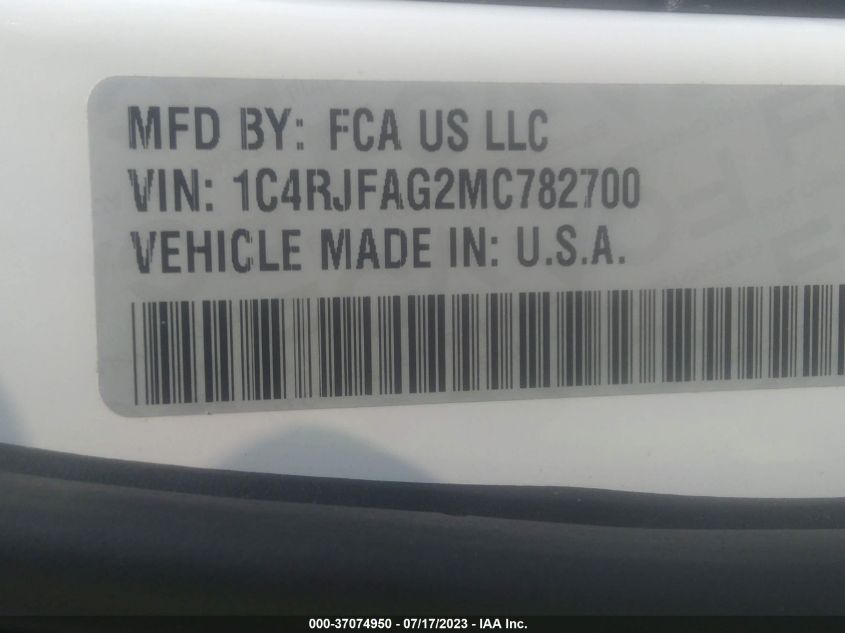 MFD BY: FCA US LLC
VIN: 1C4RJFAG2MC782700
VEHICLE MADE IN: U.S.A.
000-37074950 - 07/17/2023 - IAA Inc.